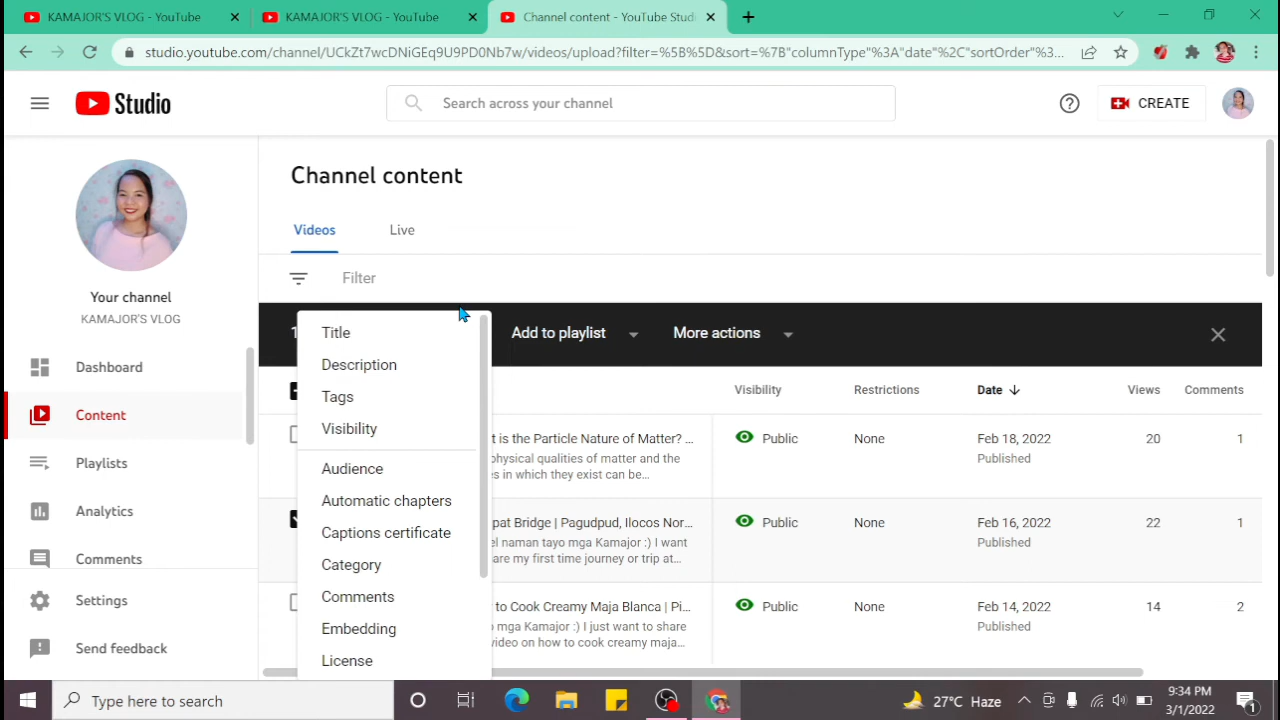 KAMAJOR'S VLOG - YouTube
KAMAJOR'S VLOG - YouTube
Channel content - YouTube Stud
studio.youtube.com/channel/UCkZt7wcDNiGEq9U9PD0Nb7w/videos/upload?filter=%5B%5D&sort=%7B"columnType"%3A"date"%2C"sortOrder"%3...
Studio
Search across your channel
CREATE
Your channel
KAMAJOR'S VLOG
Dashboard
Content
Playlists
Analytics
Comments
Settings
Send feedback
Channel content
Videos
Live
Filter
1
Add to playlist
More actions
Title
Description
Tags
Visibility
Audience
Automatic chapters
Captions certificate
Category
Comments
Embedding
License
Visibility
Restrictions
Date
Views
Comments
t is the Particle Nature of Matter? ...
physical qualities of matter and the
es in which they exist can be...
Public
None
Feb 18, 2022
Published
20
1
pat Bridge | Pagudpud, Ilocos Nor...
el naman tayo mga Kamajor :) I want
are my first time journey or trip at...
Public
None
Feb 16, 2022
Published
22
1
to Cook Creamy Maja Blanca | Pi...
o mga Kamajor :) I just want to share
video on how to cook creamy maja...
Public
None
Feb 14, 2022
Published
14
2
Type here to search
27°C Haze
9:34 PM
3/1/2022
1